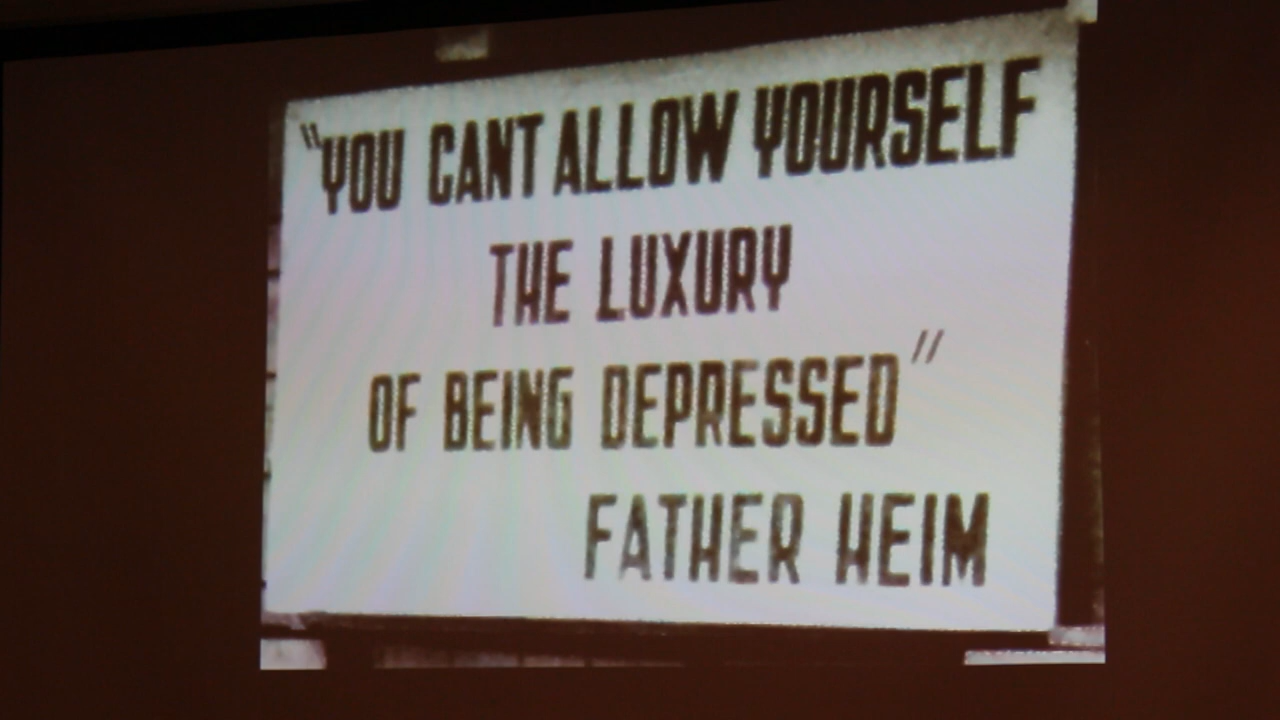 "YOU CANT ALLOW YOURSELF
THE LUXURY
OF BEING DEPRESSED"
FATHER HEIM